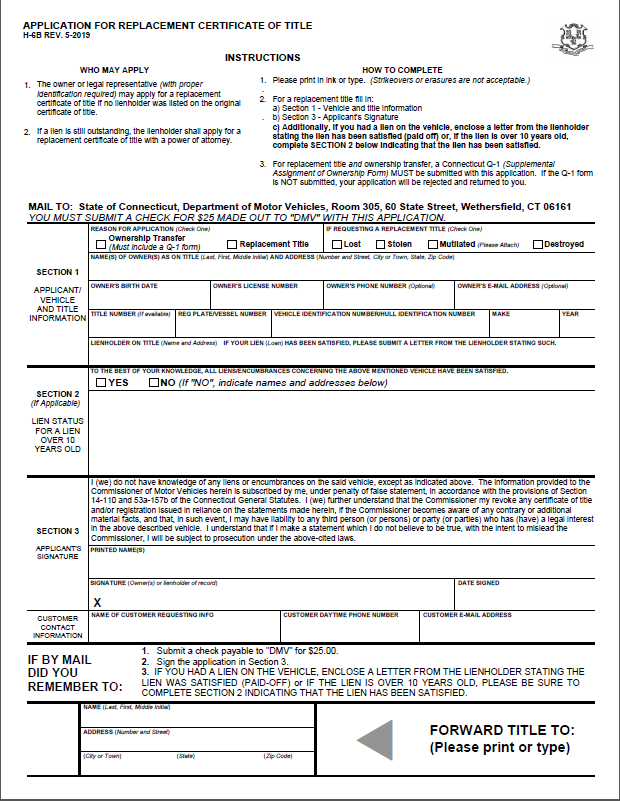 APPLICATION FOR REPLACEMENT CERTIFICATE OF TITLE
H-6B REV. 5-2019
INSTRUCTIONS
WHO MAY APPLY
1. The owner or legal representative (with proper
identification required) may apply for a replacement
certificate of title if no lienholder was listed on the original
certificate of title.
2. If a lien is still outstanding, the lienholder shall apply for a
replacement certificate of title with a power of attorney.
HOW TO COMPLETE
1. Please print in ink or type. (Strikeovers or erasures are not acceptable.)
2. For a replacement title fill in:
a) Section 1 - Vehicle and title information
b) Section 3 - Applicant's Signature
c) Additionally, if you had a lien on the vehicle, enclose a letter from the lienholder
stating the lien has been satisfied (paid off) or, if the lien is over 10 years old,
complete SECTION 2 below indicating that the lien has been satisfied.
3. For replacement title and ownership transfer, a Connecticut Q-1 (Supplemental
Assignment of Ownership Form) MUST be submitted with this application. If the Q-1 form
is NOT submitted, your application will be rejected and returned to you.
MAIL TO: State of Connecticut, Department of Motor Vehicles, Room 305, 60 State Street, Wethersfield, CT 06161
YOU MUST SUBMIT A CHECK FOR $25 MADE OUT TO "DMV" WITH THIS APPLICATION.
SECTION 1
APPLICANT/
VEHICLE
AND TITLE
INFORMATION
REASON FOR APPLICATION (Check One)
Ownership Transfer
(Must include a Q-1 form)
Replacement Title
IF REQUESTING A REPLACEMENT TITLE (Check One)
Lost Stolen Mutilated (Please Attach) Destroyed
NAME(S) OF OWNER(S) AS ON TITLE (Last, First, Middle Initial) AND ADDRESS (Number and Street, City or Town, State, Zip Code)
OWNER'S BIRTH DATE OWNER'S LICENSE NUMBER OWNER'S PHONE NUMBER (Optional) OWNER'S E-MAIL ADDRESS (Optional)
TITLE NUMBER (If available) REG PLATE/VESSEL NUMBER VEHICLE IDENTIFICATION NUMBER/HULL IDENTIFICATION NUMBER MAKE YEAR
LIENHOLDER ON TITLE (Name and Address) IF YOUR LIEN (Loan) HAS BEEN SATISFIED, PLEASE SUBMIT A LETTER FROM THE LIENHOLDER STATING SUCH.
SECTION 2
(If Applicable)
LIEN STATUS
FOR A LIEN
OVER 10
YEARS OLD
TO THE BEST OF YOUR KNOWLEDGE, ALL LIENS/ENCUMBRANCES CONCERNING THE ABOVE MENTIONED VEHICLE HAVE BEEN SATISFIED.
YES NO (If "NO", indicate names and addresses below)
SECTION 3
APPLICANT'S
SIGNATURE
I (we) do not have knowledge of any liens or encumbrances on the said vehicle, except as indicated above. The information provided to the
Commissioner of Motor Vehicles herein is subscribed by me, under penalty of false statement, in accordance with the provisions of Section
14-110 and 53a-157b of the Connecticut General Statutes. I (we) further understand that the Commissioner my revoke any certificate of title
and/or registration issued in reliance on the statements made herein, if the Commissioner becomes aware of any contrary or additional
material facts, and that, in such event, I may have liability to any third person (or persons) or party (or parties) who has (have) a legal interest
in the above described vehicle. I understand that if I make a statement which I do not believe to be true, with the intent to mislead the
Commissioner, I will be subject to prosecution under the above-cited laws.
PRINTED NAME(S)
SIGNATURE (Owner(s) or lienholder of record) DATE SIGNED
X
CUSTOMER
CONTACT
INFORMATION
NAME OF CUSTOMER REQUESTING INFO CUSTOMER DAYTIME PHONE NUMBER CUSTOMER E-MAIL ADDRESS
IF BY MAIL
DID YOU
REMEMBER TO:
1. Submit a check payable to "DMV" for $25.00.
2. Sign the application in Section 3.
3. IF YOU HAD A LIEN ON THE VEHICLE, ENCLOSE A LETTER FROM THE LIENHOLDER STATING THE
LIEN WAS SATISFIED (PAID-OFF) or IF THE LIEN IS OVER 10 YEARS OLD, PLEASE BE SURE TO
COMPLETE SECTION 2 INDICATING THAT THE LIEN HAS BEEN SATISFIED.
NAME (Last, First, Middle Initial)
ADDRESS (Number and Street)
(City or Town) (State) (Zip Code)
FORWARD TITLE TO:
(Please print or type)